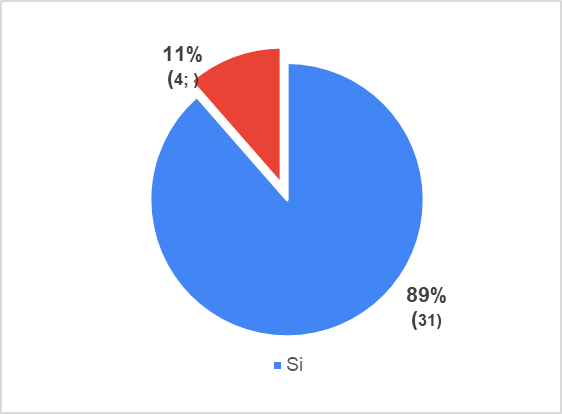 11%
(4; )
89%
(31)
Si